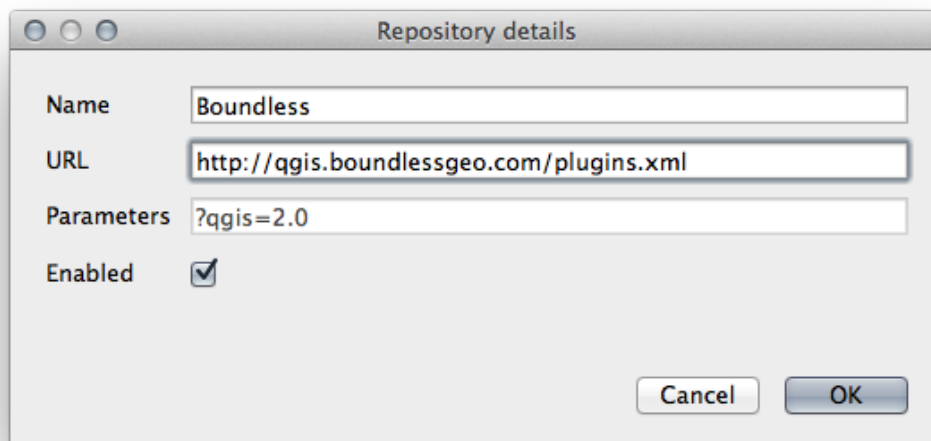 Repository details
Name Boundless
URL http://qgis.boundlessgeo.com/plugins.xml
Parameters ?qgis=2.0
Enabled
Cancel OK